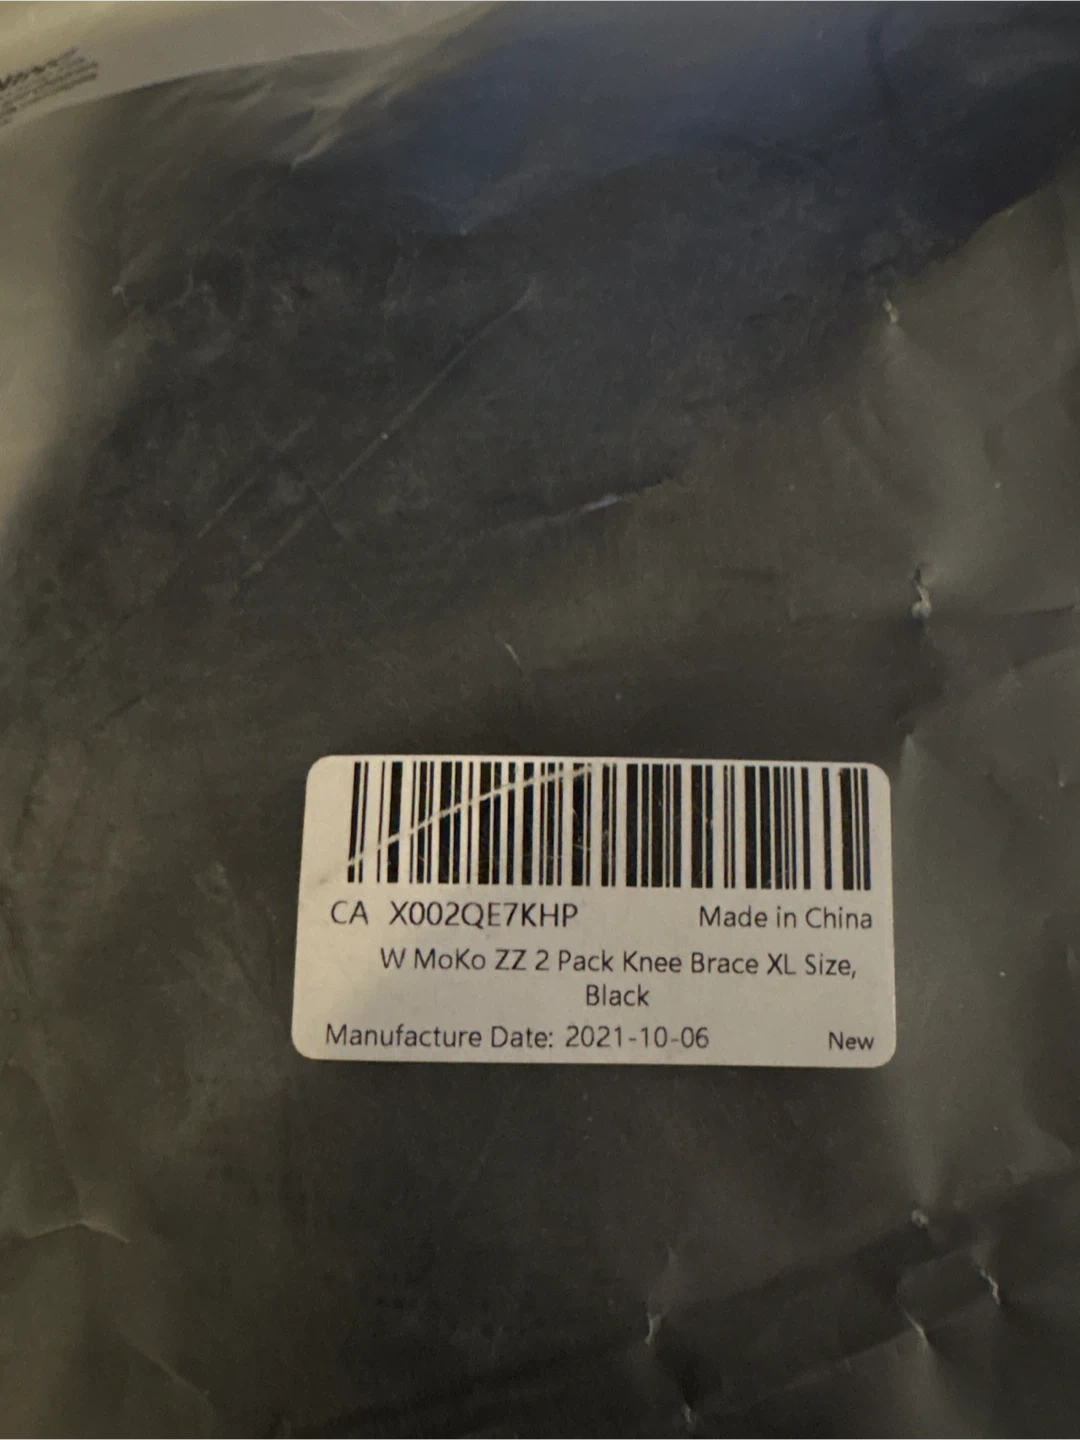 CA X002QE7KHP Made in China
W MoKo ZZ 2 Pack Knee Brace XL Size,
Black
Manufacture Date: 2021-10-06 New